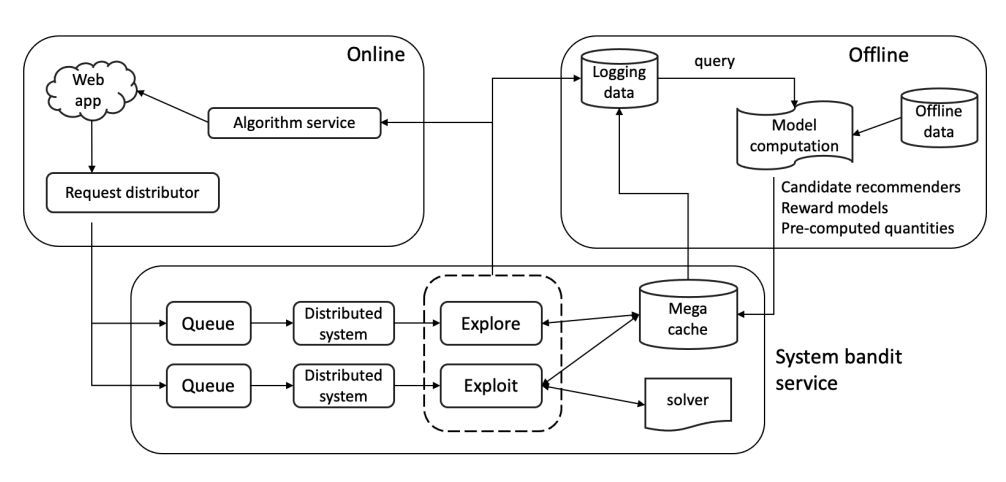 Online
Web
app
Algorithm service
Request distributor
Offline
Logging
data
query
Model
computation
Offline
data
Candidate recommenders
Reward models
Pre-computed quantities
Queue
Distributed
system
Explore
Mega
cache
Queue
Distributed
system
Exploit
solver
System bandit
service